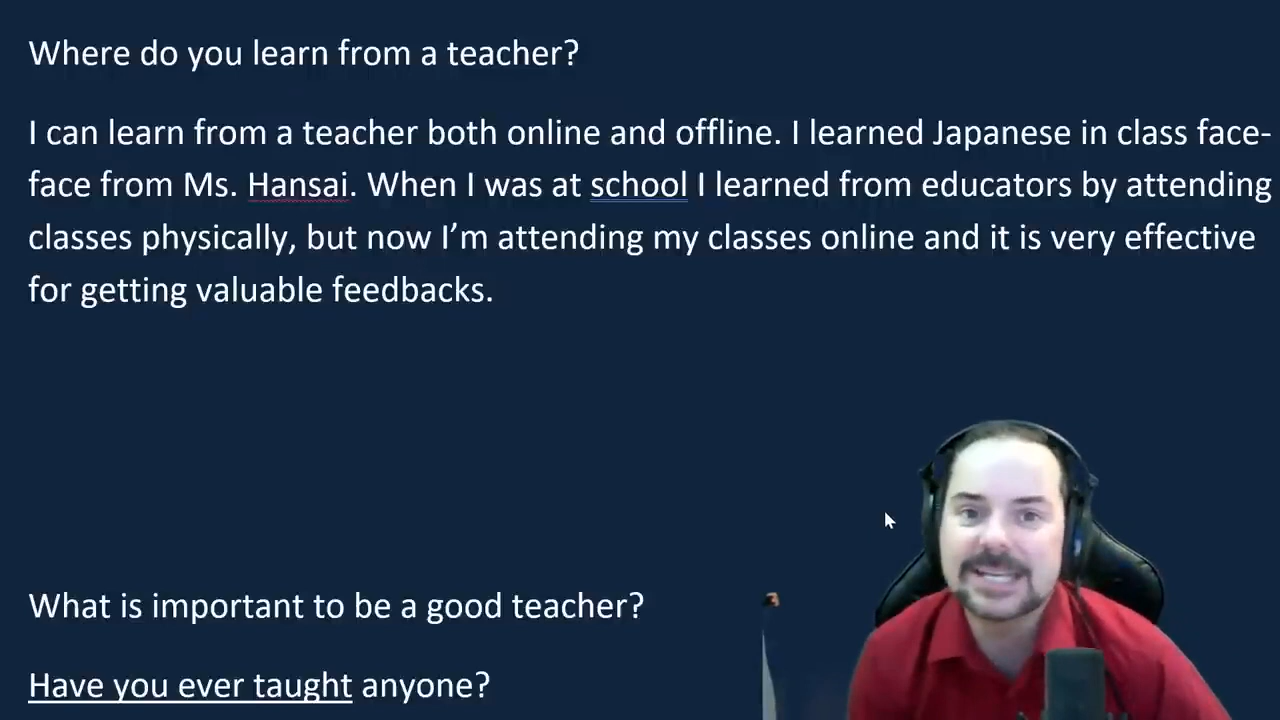 Where do you learn from a teacher?
I can learn from a teacher both online and offline. I learned Japanese in class face-
face from Ms. Hansai. When I was at school I learned from educators by attending
classes physically, but now I’m attending my classes online and it is very effective
for getting valuable feedbacks.
What is important to be a good teacher?
Have you ever taught anyone?